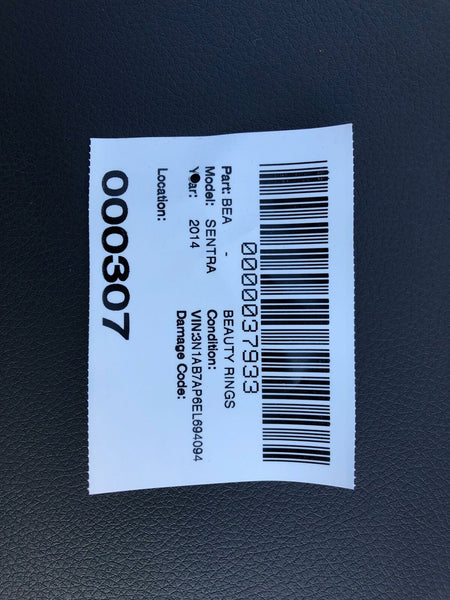 0000037933
Part: BEA - BEAUTY RINGS
Model: SENTRA Condition:
Year: 2014 VIN:3N1AB7AP6EL694094
Damage Code:
Location:
000307